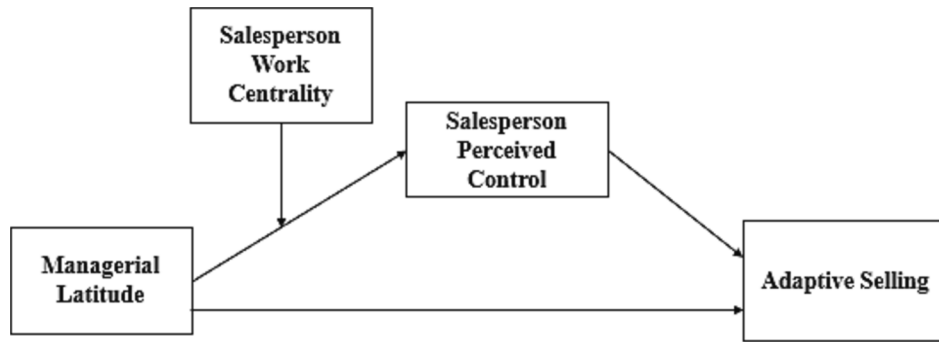 Salesperson
Work
Centrality
Salesperson
Perceived
Control
Managerial
Latitude
Adaptive Selling